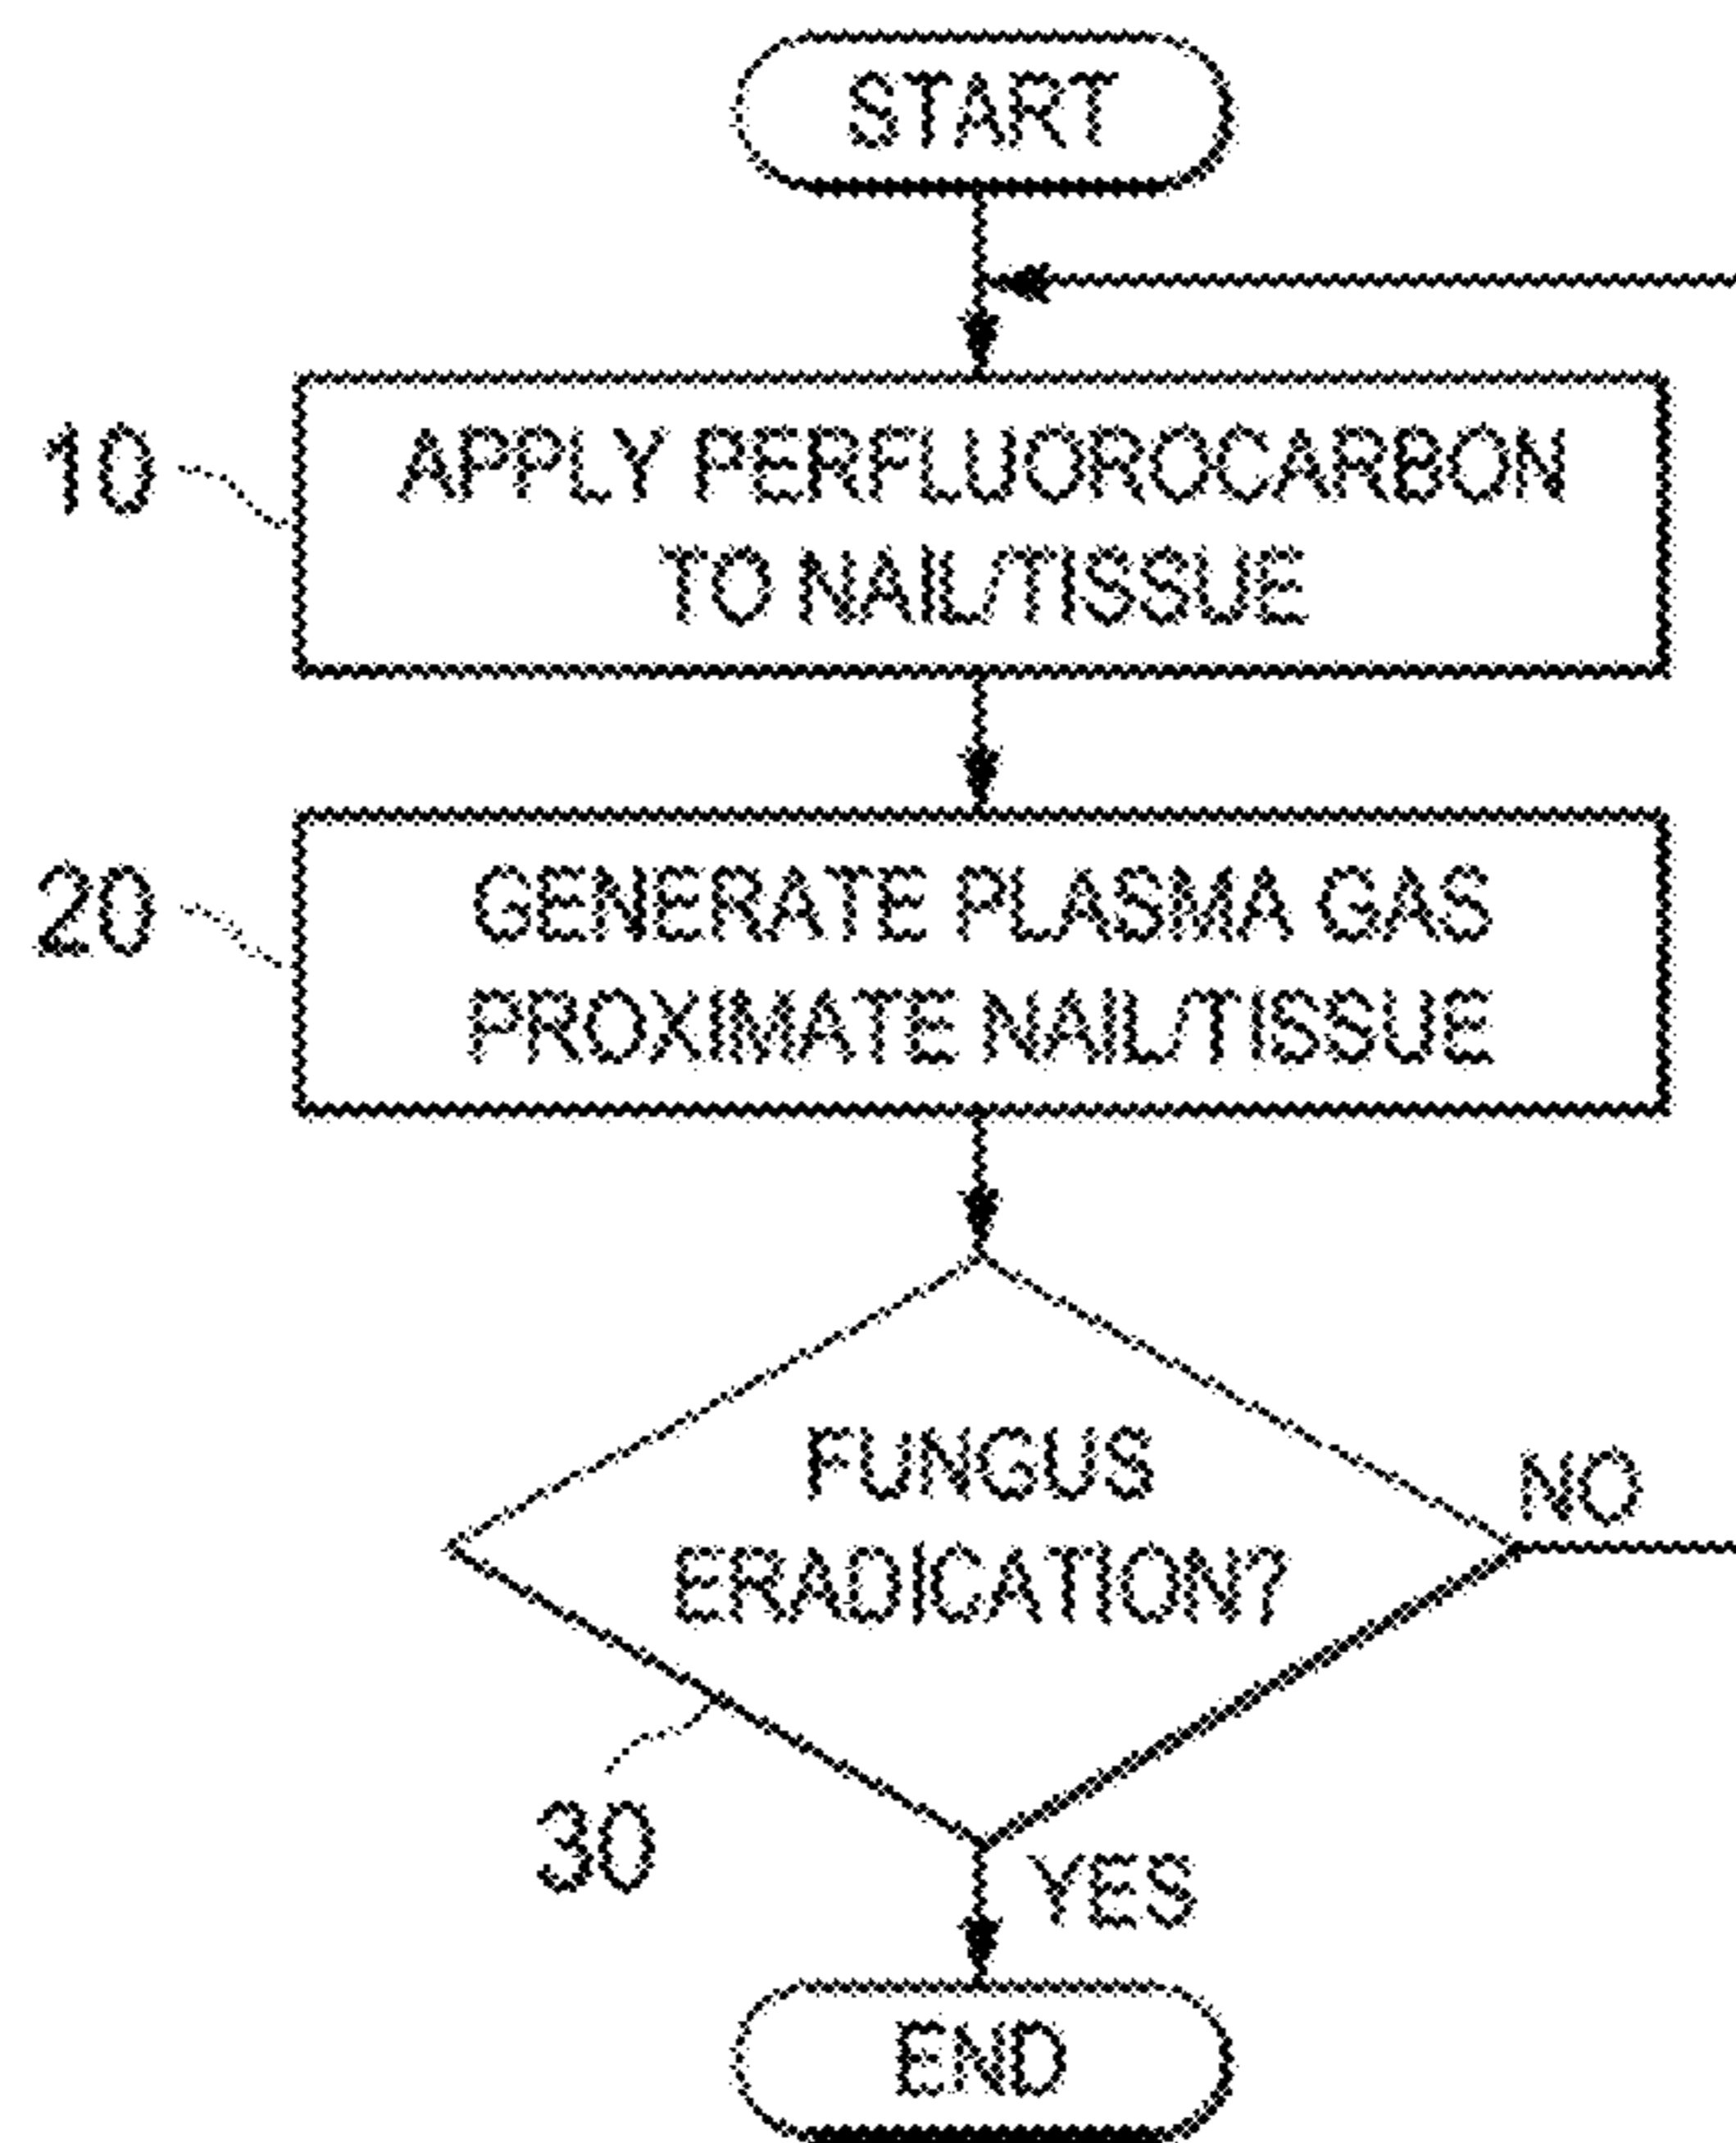 START
10
APPLY PERFLUOROCARBON
TO NAIL/TISSUE
20
GENERATE PLASMA GAS
PROXIMATE NAIL/TISSUE
FUNGUS
ERADICATION?
NO
30
YES
END